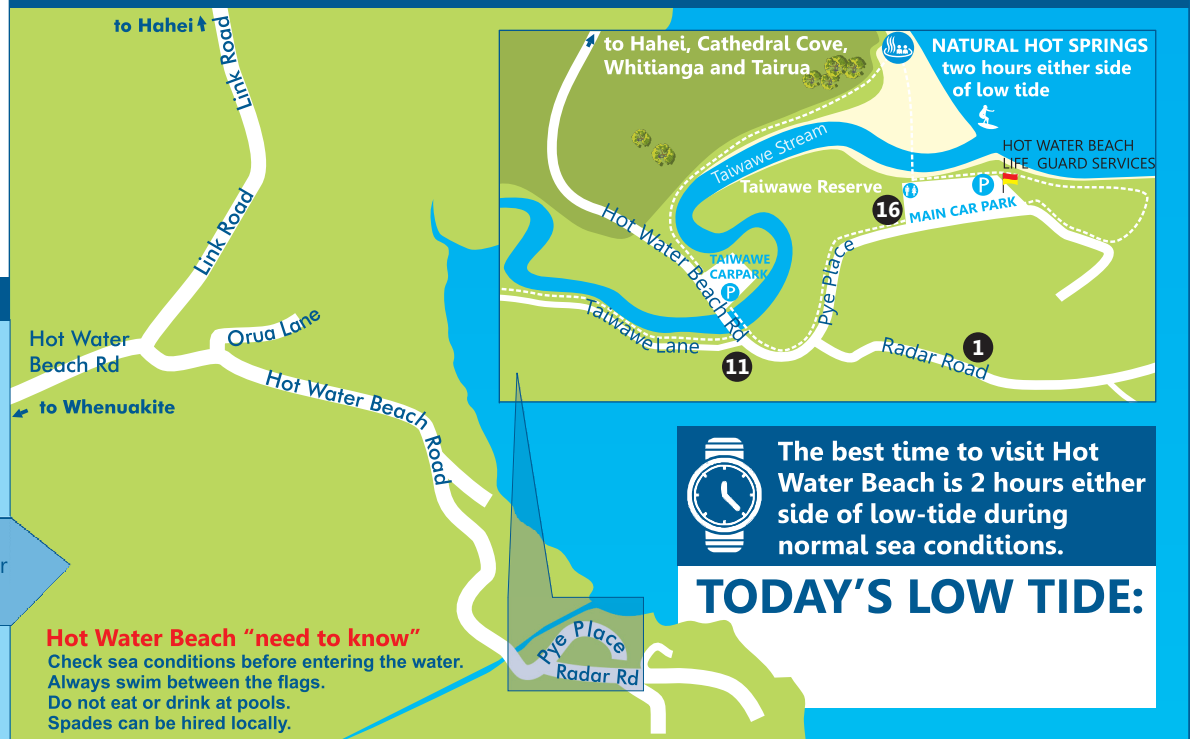 to Hahei
Link Road
Link Road
Hot Water
Beach Rd
Orua Lane
to Whenuakite
Hot Water Beach Road
Pye Place
Radar Rd
to Hahei, Cathedral Cove,
Whitianga and Tairua
NATURAL HOT SPRINGS
two hours either side
of low tide
HOT WATER BEACH
LIFE GUARD SERVICES
Taiwawe Stream
Taiwawe Reserve
P
16
MAIN CAR PARK
Hot Water Beach Rd
TAIWAWE
CARPARK
P
Pye Place
Taiwawe Lane
11
Radar Road
1
The best time to visit Hot
Water Beach is 2 hours either
side of low-tide during
normal sea conditions.
TODAY’S LOW TIDE:
r
Hot Water Beach “need to know”
Check sea conditions before entering the water.
Always swim between the flags.
Do not eat or drink at pools.
Spades can be hired locally.